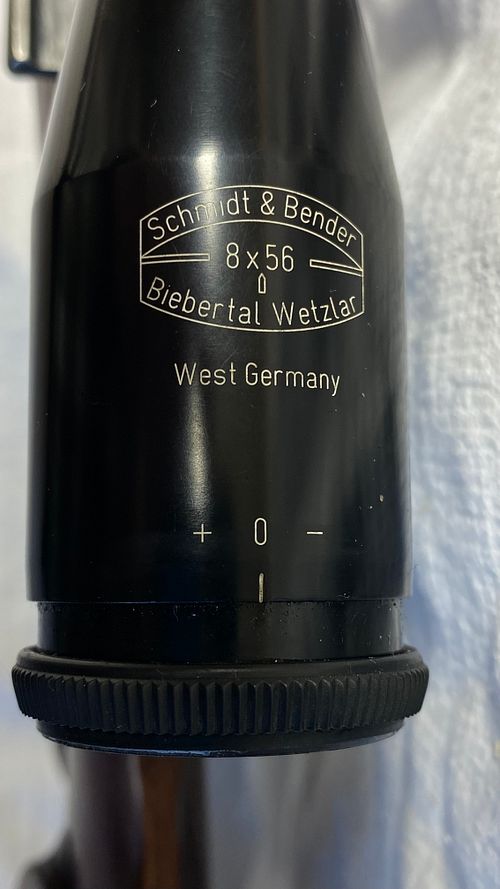 Schmidt & Bender
8x56
Biebertal Wetzlar
West Germany
+ 0 -